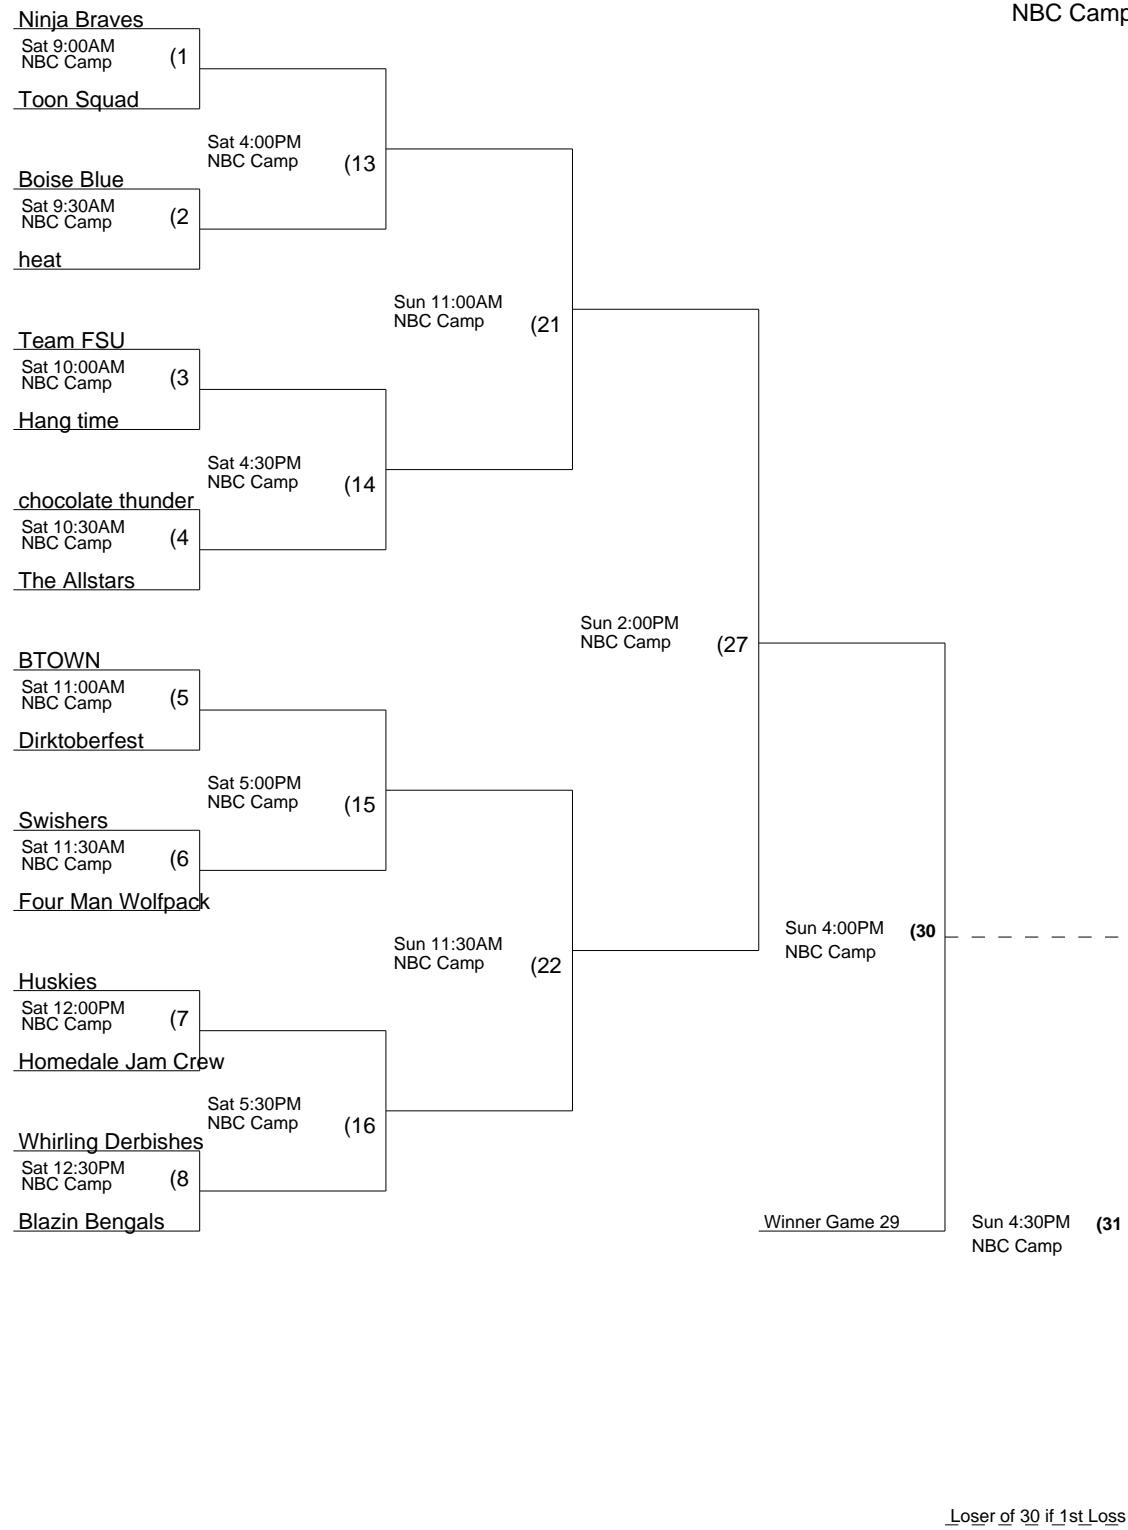 NBC Camp
Ninja Braves
Sat 9:00AM
NBC Camp
(1
Toon Squad
Sat 4:00PM
NBC Camp
(13
Boise Blue
Sat 9:30AM
NBC Camp
(2
heat
Sun 11:00AM
NBC Camp
(21
Team FSU
Sat 10:00AM
NBC Camp
(3
Hang time
Sat 4:30PM
NBC Camp
(14
chocolate thunder
Sat 10:30AM
NBC Camp
(4
The Allstars
Sun 2:00PM
NBC Camp
(27
BTOWN
Sat 11:00AM
NBC Camp
(5
Dirktoberfest
Sat 5:00PM
NBC Camp
(15
Swishers
Sat 11:30AM
NBC Camp
(6
Four Man Wolfpack
Sun 4:00PM
NBC Camp
(30
Sun 11:30AM
NBC Camp
(22
Huskies
Sat 12:00PM
NBC Camp
(7
Homedale Jam Crew
Sat 5:30PM
NBC Camp
(16
Whirling Derbishes
Sat 12:30PM
NBC Camp
(8
Blazin Bengals
Winner Game 29
Sun 4:30PM
NBC Camp
(31
Loser of 30 if 1st Loss